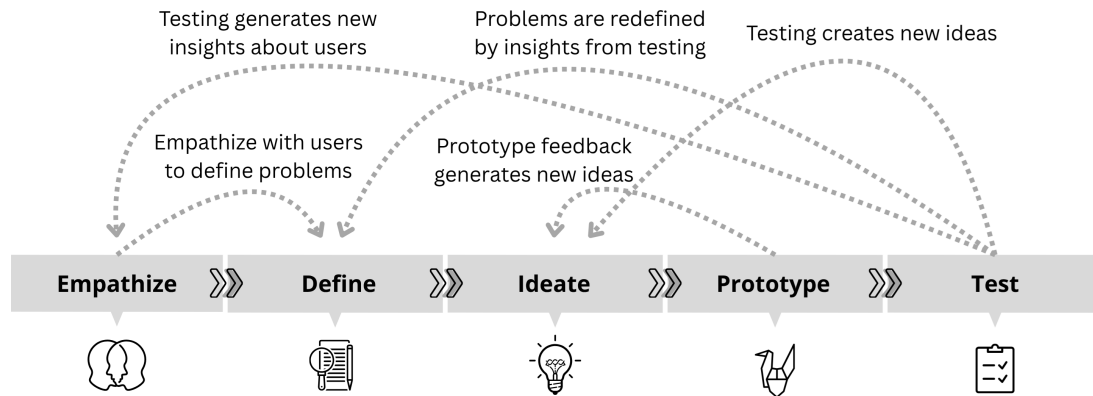 Testing generates new
insights about users
Problems are redefined
by insights from testing
Testing creates new ideas
Empathize with users
to define problems
Prototype feedback
generates new ideas
Empathize
Define
Ideate
Prototype
Test